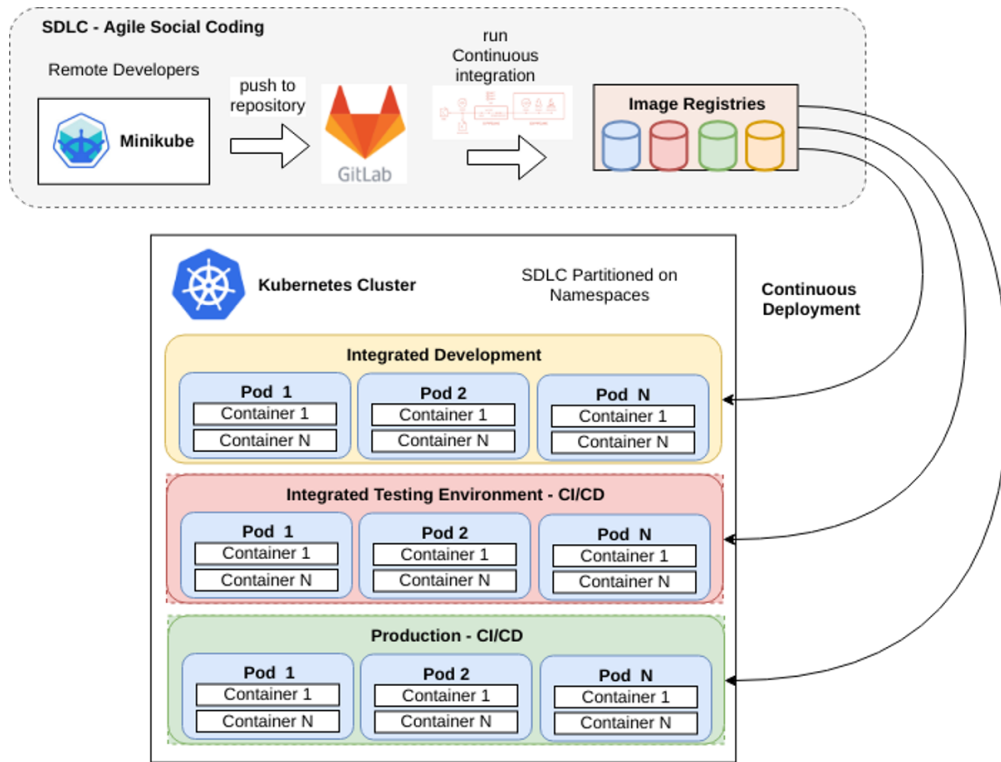 SDLC - Agile Social Coding
Remote Developers
Minikube
push to
repository
GitLab
run
Continuous
integration
Image Registries
Kubernetes Cluster
SDLC Partitioned on
Namespaces
Continuous
Deployment
Integrated Development
Pod 1
Container 1
Container N
Pod 2
Container 1
Container N
Pod N
Container 1
Container N
Integrated Testing Environment - CI/CD
Pod 1
Container 1
Container N
Pod 2
Container 1
Container N
Pod N
Container 1
Container N
Production - CI/CD
Pod 1
Container 1
Container N
Pod 2
Container 1
Container N
Pod N
Container 1
Container N